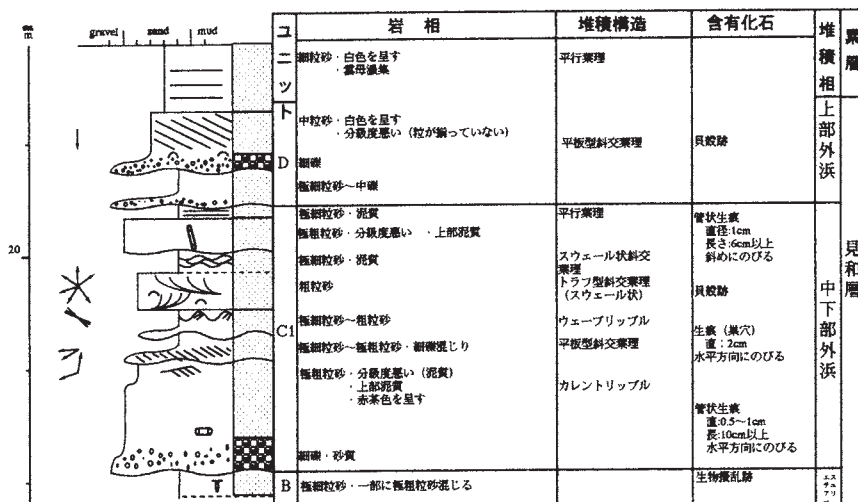 m
gravel sand mud
ユニット
岩 相
堆積構造
含有化石
堆積相
累層
細粒砂・白色を呈す
・雲母濃集
平行葉理
中粒砂・白色を呈する
・分級度悪い(粒が揃っていない)
平板型斜交葉理
貝殻跡
上部外浜
D
細礫
極細粒砂～中礫
極細粒砂・泥質
平行葉理
管状生痕
直径:1cm
長さ:6cm以上
斜めにのびる
極粗粒砂・分級度悪い ・上部泥質
20
極細粒砂・泥質
スウェール状斜交
葉理
見和層
粗粒砂
トラフ型斜交葉理
(スウェール状)
貝殻跡
中下部外浜
C1
極細粒砂～粗粒砂
ウェーブリップル
生痕(巣穴)
直:2cm
水平方向にのびる
極細粒砂～極粗粒砂・細礫混じり
平板型斜交葉理
極粗粒砂・分級度悪い(泥質)
・上部泥質
・赤茶色を呈す
カレントリップル
管状生痕
直:0.5～1cm
長:10cm以上
水平方向にのびる
細礫・砂質
B
極細粒砂・一部に極粗粒砂混じる
生物擾乱跡